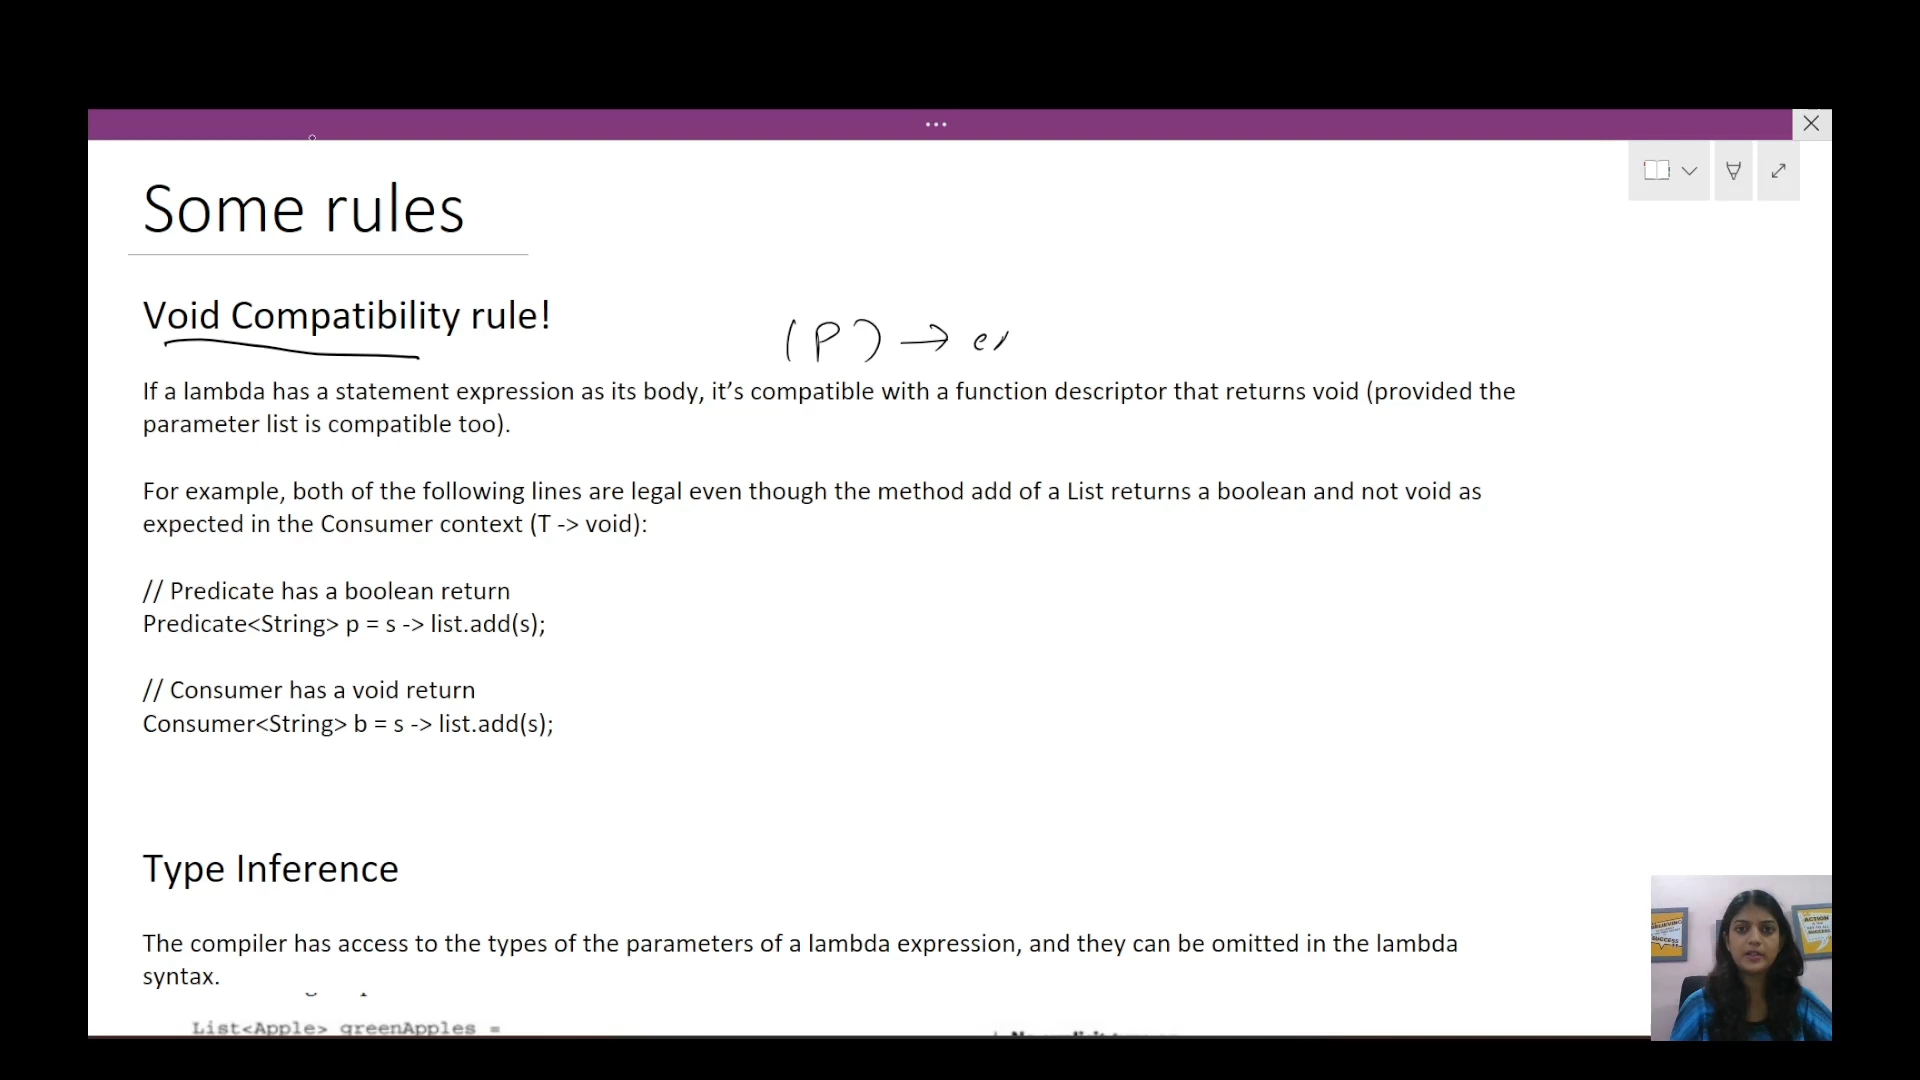 Some rules
Void Compatibility rule!
(P) → ex
If a lambda has a statement expression as its body, it’s compatible with a function descriptor that returns void (provided the
parameter list is compatible too).
For example, both of the following lines are legal even though the method add of a List returns a boolean and not void as
expected in the Consumer context (T -> void):
// Predicate has a boolean return
Predicate<String> p = s -> list.add(s);
// Consumer has a void return
Consumer<String> b = s -> list.add(s);
Type Inference
The compiler has access to the types of the parameters of a lambda expression, and they can be omitted in the lambda
syntax.
List<Apple> greenApples =
BELIEVING
SUCCESS
ACTION